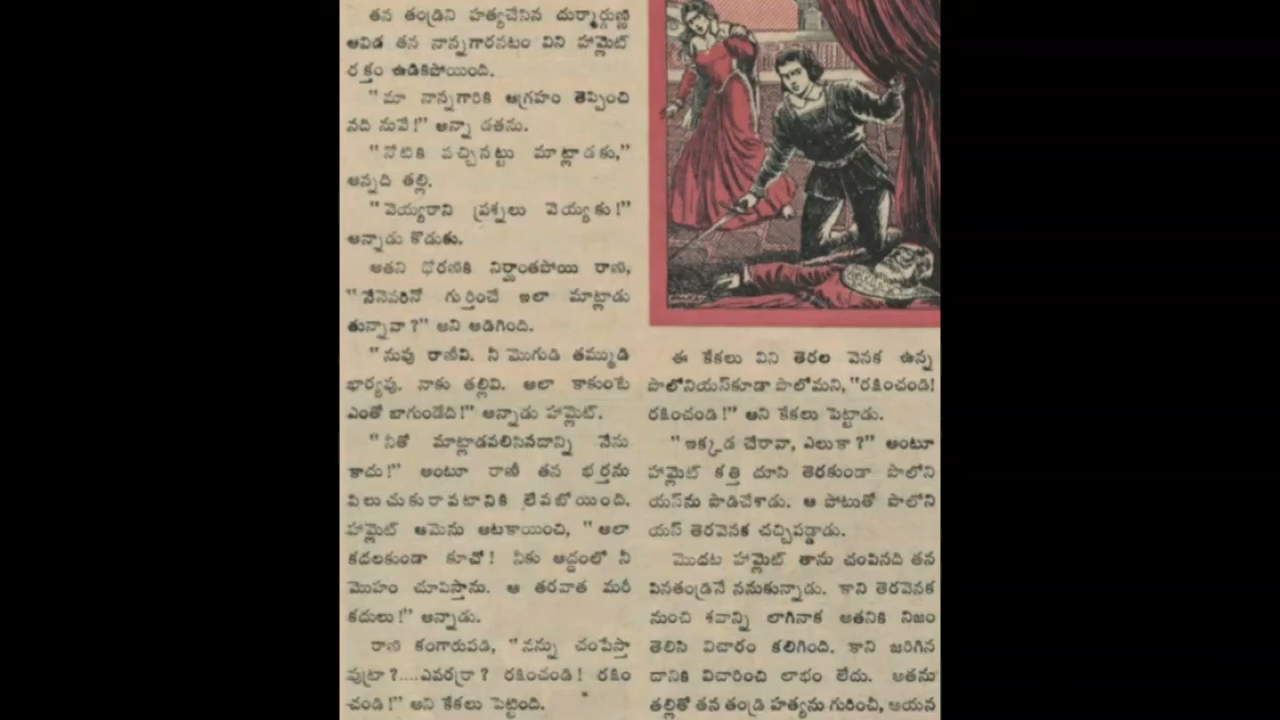 తన తండ్రిని హత్యచేసిన దుర్మార్గుణ్ణి
ఆవిడ తన నాన్నగారనటం విని హామ్లెట్
రక్తం ఉడికిపోయింది.
"మా నాన్నగారికి ఆగ్రహం తెప్పించి
నది నువే!" అన్నా డతను.
"నోటికి వచ్చినట్టు మాట్లాడకు,"
అన్నది తల్లి.
"వెయ్యరాని ప్రశ్నలు వెయ్యకు!"
అన్నాడు కొడుకు.
అతని ధోరణికి నిర్ఘాంతపోయి రాణి,
"నేనెవరినో గుర్తించే ఇలా మాట్లాడు
తున్నావా?" అని అడిగింది.
"నువు రాణీవి. నీ మొగుడి తమ్ముడి
భార్యవు. నాకు తల్లివి. అలా కాకుంటే
ఎంతో బాగుండేది!" అన్నాడు హామ్లెట్.
"నీతో మాట్లాడవలిసినదాన్ని నేను
కాదు!" అంటూ రాణీ తన భర్తను
పిలుచుకురావటానికి లేవబోయింది.
హామ్లెట్ ఆమెను ఆటకాయించి, "అలా
కదలకుండా కూచో! నీకు అద్దంలో నీ
మొహం చూపిస్తాను. ఆ తరవాత మరీ
కదులు!" అన్నాడు.
రాణి కంగారుపడి, "నన్ను చంపేస్తా
వుట్రా?....ఎవర్రా? రక్షించండి! రక్షిం
చండి!" అని కేకలు పెట్టింది.
ఈ కేకలు విని తెరల వెనక ఉన్న
పొలోనియస్‌కూడా పొలోమని, "రక్షించండి!
రక్షించండి!" అని కేకలు పెట్టాడు.
"ఇక్కడ చేరావా, ఎలుకా?" అంటూ
హామ్లెట్ కత్తి దూసి తెరకుండా పొలోని
యస్‌ను పొడిచేశాడు. ఆ పోటుతో పొలోని
యస్ తెరవెనక చచ్చిపడ్డాడు.
మొదట హామ్లెట్ తాను చంపినది తన
పినతండ్రినే ననుకున్నాడు. కాని తెరవెనక
నుంచి శవాన్ని లాగినాక అతనికి నిజం
తెలిసి విచారం కలిగింది. కాని జరిగిన
దానికి విచారించి లాభం లేదు. అతను
తల్లితో తన తండ్రి హత్యను గురించీ, ఆయన